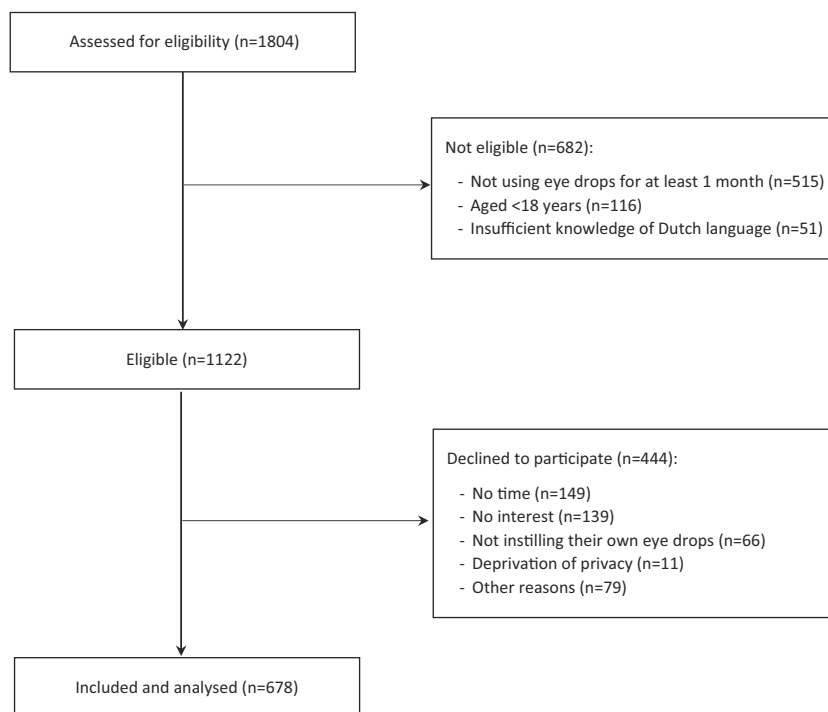 Assessed for eligibility (n=1804)
Not eligible (n=682):
- Not using eye drops for at least 1 month (n=515)
- Aged <18 years (n=116)
- Insufficient knowledge of Dutch language (n=51)
Eligible (n=1122)
Declined to participate (n=444):
- No time (n=149)
- No interest (n=139)
- Not instilling their own eye drops (n=66)
- Deprivation of privacy (n=11)
- Other reasons (n=79)
Included and analysed (n=678)